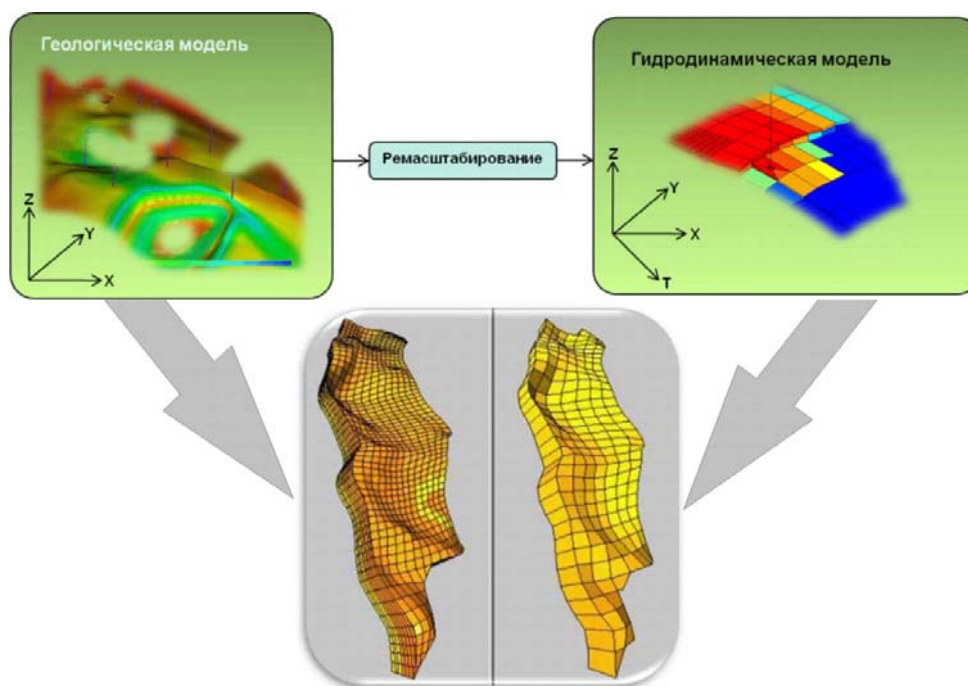 Геологическая модель
Z
Y
X
Ремасштабирование
Гидродинамическая модель
Z
Y
X
T